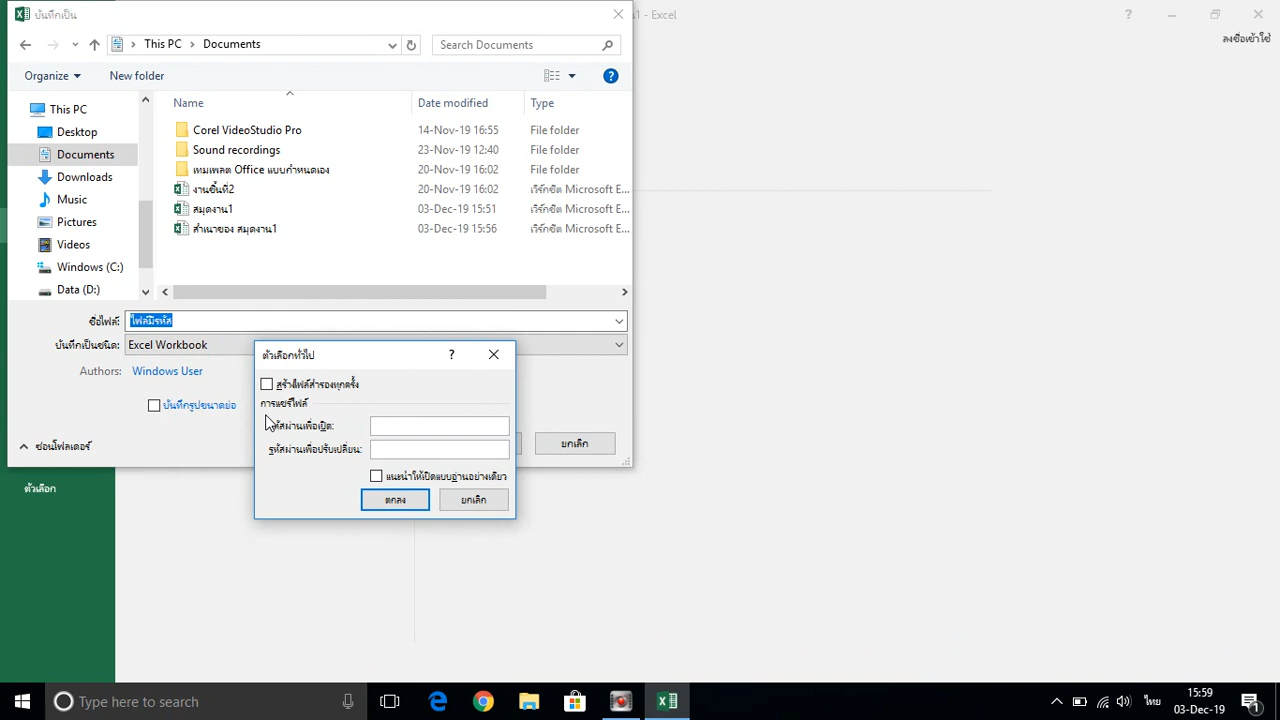 บันทึกเป็น
น1 - Excel
ลงชื่อเข้าใช้
This PC
Documents
Search Documents
Organize
New folder
Name
Date modified
Type
This PC
Desktop
Documents
Downloads
Music
Pictures
Videos
Windows (C:)
Data (D:)
Corel VideoStudio Pro 14-Nov-19 16:55 File folder
Sound recordings 23-Nov-19 12:40 File folder
เทมเพลต Office แบบกำหนดเอง 20-Nov-19 16:02 File folder
งานชิ้นที่2 20-Nov-19 16:02 เวิร์กชีต Microsoft E...
สมุดงาน1 03-Dec-19 15:51 เวิร์กชีต Microsoft E...
สำเนาของ สมุดงาน1 03-Dec-19 15:56 เวิร์กชีต Microsoft E...
ชื่อไฟล์: ไฟล์มีรหัส
บันทึกเป็นชนิด: Excel Workbook
Authors: Windows User
บันทึกรูปขนาดย่อ
ซ่อนโฟลเดอร์
ยกเลิก
ตัวเลือกทั่วไป
สร้างไฟล์สำรองทุกครั้ง
การแชร์ไฟล์
รหัสผ่านเพื่อเปิด:
รหัสผ่านเพื่อปรับเปลี่ยน:
แนะนำให้เปิดแบบอ่านอย่างเดียว
ตกลง
ยกเลิก
ตัวเลือก
Type here to search
ไทย
15:59
03-Dec-19
1